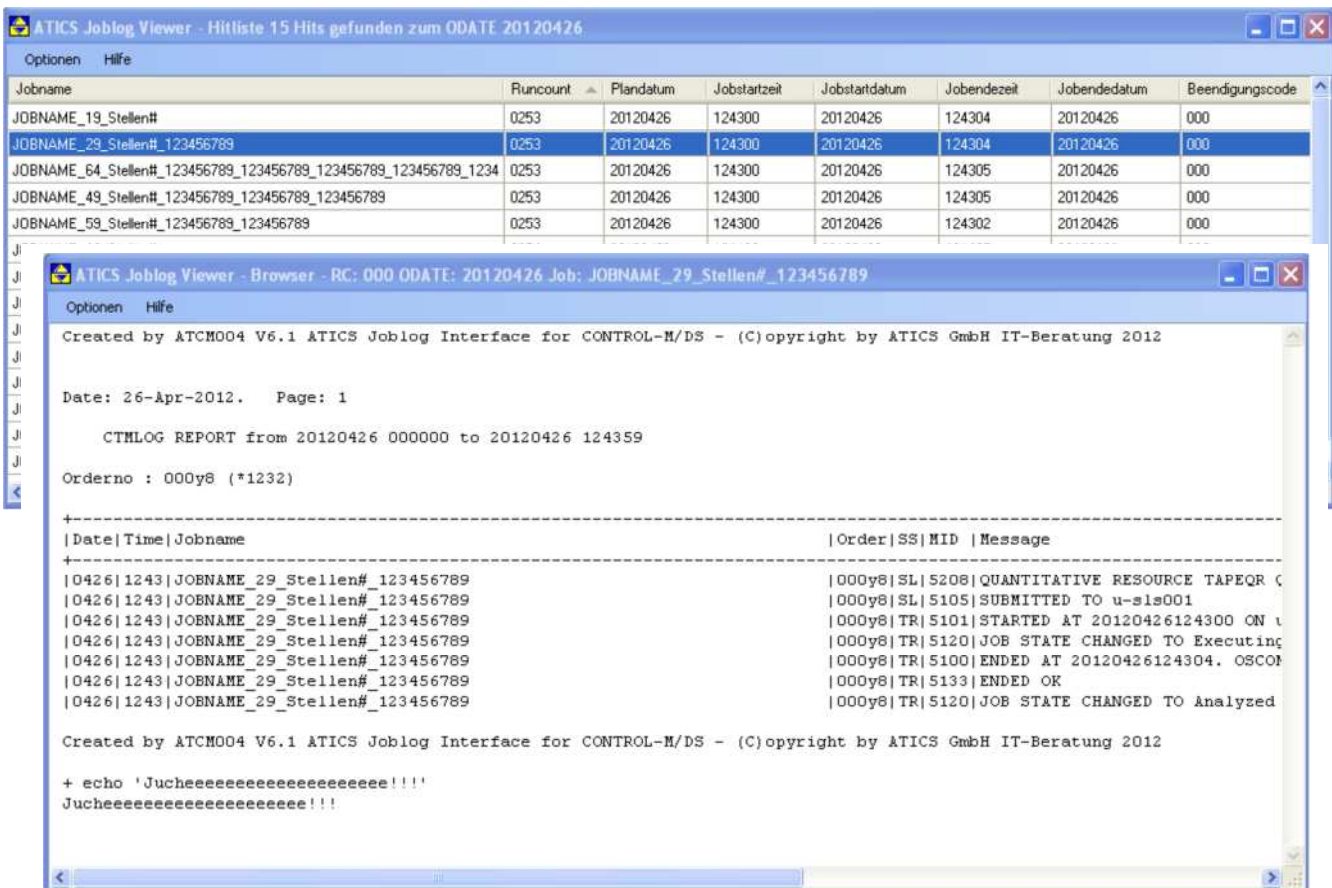 ATICS Joblog Viewer - Hitliste 15 Hits gefunden zum ODATE 20120426
Optionen Hilfe
Jobname Runcount Plandatum Jobstartzeit Jobstartdatum Jobendezeit Jobendedatum Beendigungscode
JOBNAME_19_Stellen# 0253 20120426 124300 20120426 124304 20120426 000
JOBNAME_29_Stellen#_123456789 0253 20120426 124300 20120426 124304 20120426 000
JOBNAME_64_Stellen#_123456789_123456789_123456789_123456789_1234 0253 20120426 124300 20120426 124305 20120426 000
JOBNAME_49_Stellen#_123456789_123456789_123456789 0253 20120426 124300 20120426 124305 20120426 000
JOBNAME_59_Stellen#_123456789_123456789 0253 20120426 124300 20120426 124302 20120426 000
ATICS Joblog Viewer - Browser - RC: 000 ODATE: 20120426 Job: JOBNAME_29_Stellen#_123456789
Optionen Hilfe
Created by ATCM004 V6.1 ATICS Joblog Interface for CONTROL-M/DS - (C)opyright by ATICS GmbH IT-Beratung 2012
Date: 26-Apr-2012. Page: 1
CTMLOG REPORT from 20120426 000000 to 20120426 124359
Orderno : 000y8 (*1232)
|Date|Time|Jobname |Order|SS|MID |Message
|0426|1243|JOBNAME_29_Stellen#_123456789 |000y8|SL|5208|QUANTITATIVE RESOURCE TAPEQR
|0426|1243|JOBNAME_29_Stellen#_123456789 |000y8|SL|5105|SUBMITTED TO u-sls001
|0426|1243|JOBNAME_29_Stellen#_123456789 |000y8|TR|5101|STARTED AT 20120426124300 ON
|0426|1243|JOBNAME_29_Stellen#_123456789 |000y8|TR|5120|JOB STATE CHANGED TO Executing
|0426|1243|JOBNAME_29_Stellen#_123456789 |000y8|TR|5100|ENDED AT 20120426124304.
|0426|1243|JOBNAME_29_Stellen#_123456789 |000y8|TR|5133|ENDED OK
|0426|1243|JOBNAME_29_Stellen#_123456789 |000y8|TR|5120|JOB STATE CHANGED TO Analyzed
Created by ATCM004 V6.1 ATICS Joblog Interface for CONTROL-M/DS - (C)opyright by ATICS GmbH IT-Beratung 2012
+ echo 'Jucheeeeeeeeeeeeeeeeeeee!!!'
Jucheeeeeeeeeeeeeeeeeeee!!!